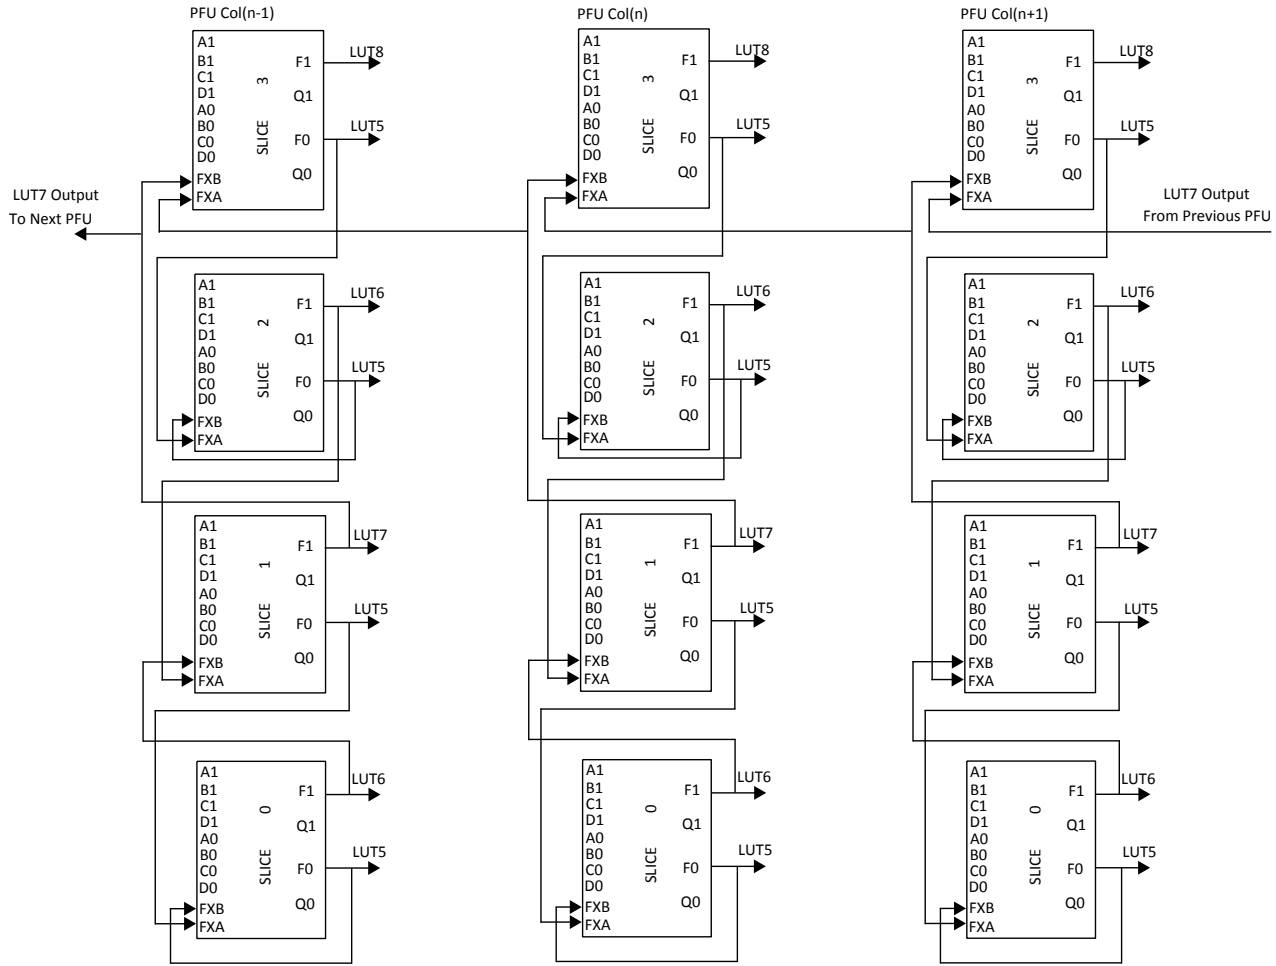 PFU Col(n-1)
A1
B1
C1
D1
A0
B0
C0
D0
FXB
FXA
SLICE 3
F1
Q1
F0
Q0
LUT8
LUT5
LUT7 Output
To Next PFU
A1
B1
C1
D1
A0
B0
C0
D0
FXB
FXA
SLICE 2
F1
Q1
F0
Q0
LUT6
LUT5
A1
B1
C1
D1
A0
B0
C0
D0
FXB
FXA
SLICE 1
F1
Q1
F0
Q0
LUT7
LUT5
A1
B1
C1
D1
A0
B0
C0
D0
FXB
FXA
SLICE 0
F1
Q1
F0
Q0
LUT6
LUT5
PFU Col(n)
A1
B1
C1
D1
A0
B0
C0
D0
FXB
FXA
SLICE 3
F1
Q1
F0
Q0
LUT8
LUT5
A1
B1
C1
D1
A0
B0
C0
D0
FXB
FXA
SLICE 2
F1
Q1
F0
Q0
LUT6
LUT5
A1
B1
C1
D1
A0
B0
C0
D0
FXB
FXA
SLICE 1
F1
Q1
F0
Q0
LUT7
LUT5
A1
B1
C1
D1
A0
B0
C0
D0
FXB
FXA
SLICE 0
F1
Q1
F0
Q0
LUT6
LUT5
PFU Col(n+1)
A1
B1
C1
D1
A0
B0
C0
D0
FXB
FXA
SLICE 3
F1
Q1
F0
Q0
LUT8
LUT5
LUT7 Output
From Previous PFU
A1
B1
C1
D1
A0
B0
C0
D0
FXB
FXA
SLICE 2
F1
Q1
F0
Q0
LUT6
LUT5
A1
B1
C1
D1
A0
B0
C0
D0
FXB
FXA
SLICE 1
F1
Q1
F0
Q0
LUT7
LUT5
A1
B1
C1
D1
A0
B0
C0
D0
FXB
FXA
SLICE 0
F1
Q1
F0
Q0
LUT6
LUT5